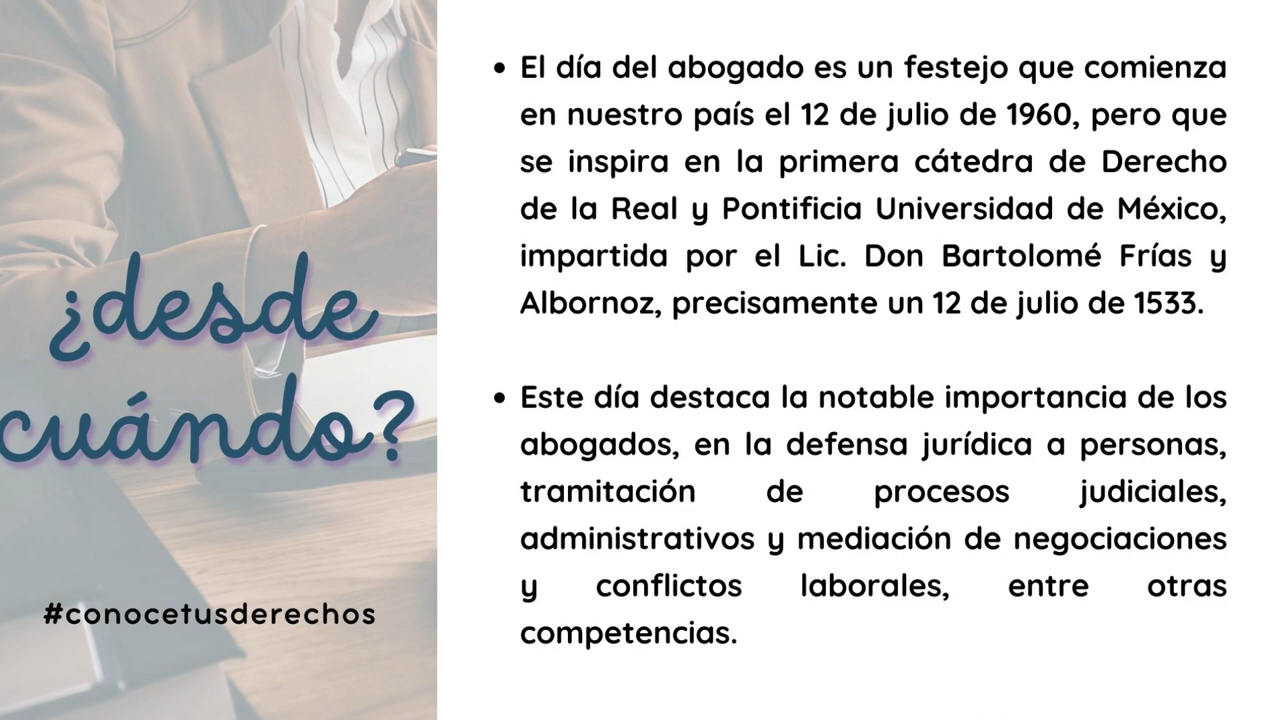 ¿desde
cuándo?
#conocetusderechos
• El día del abogado es un festejo que comienza
en nuestro país el 12 de julio de 1960, pero que
se inspira en la primera cátedra de Derecho
de la Real y Pontificia Universidad de México,
impartida por el Lic. Don Bartolomé Frías y
Albornoz, precisamente un 12 de julio de 1533.
• Este día destaca la notable importancia de los
abogados, en la defensa jurídica a personas,
tramitación de procesos judiciales,
administrativos y mediación de negociaciones
y conflictos laborales, entre otras
competencias.